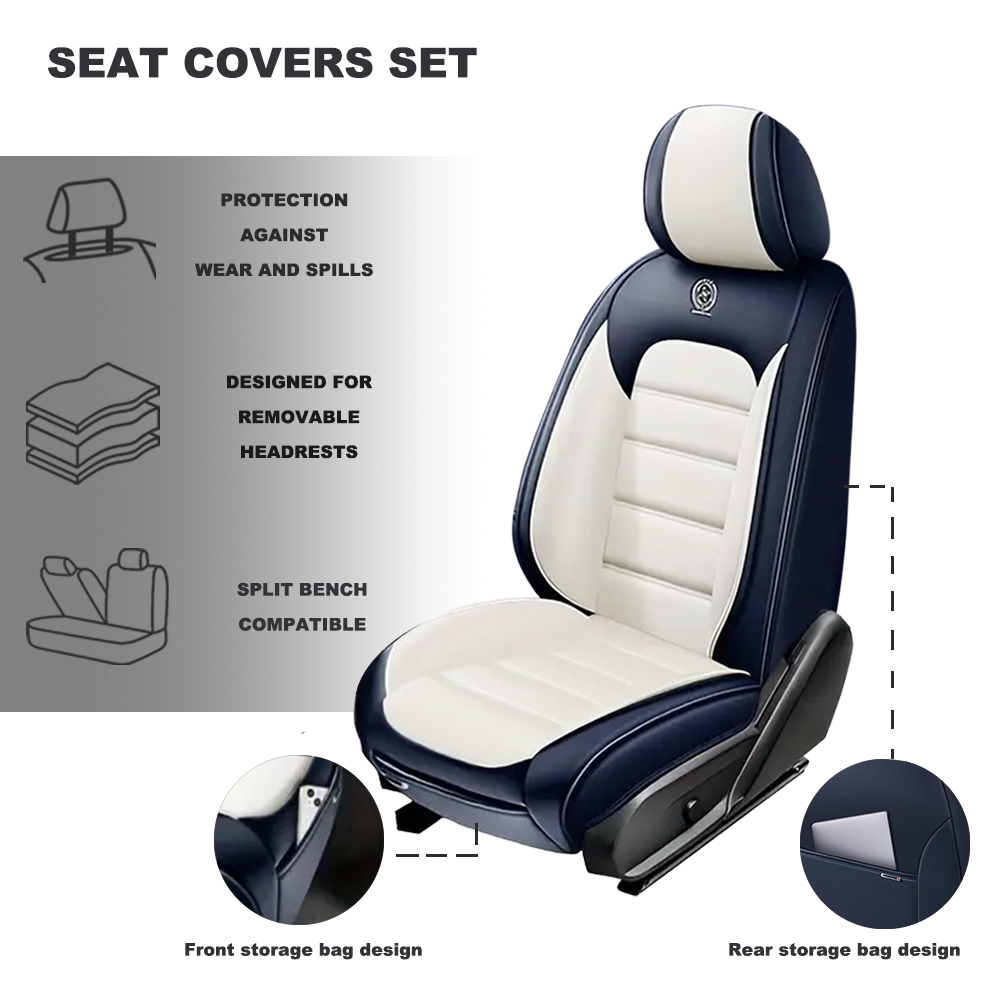 SEAT COVERS SET
PROTECTION
AGAINST
WEAR AND SPILLS
DESIGNED FOR
REMOVABLE
HEADRESTS
SPLIT BENCH
COMPATIBLE
Front storage bag design
Rear storage bag design